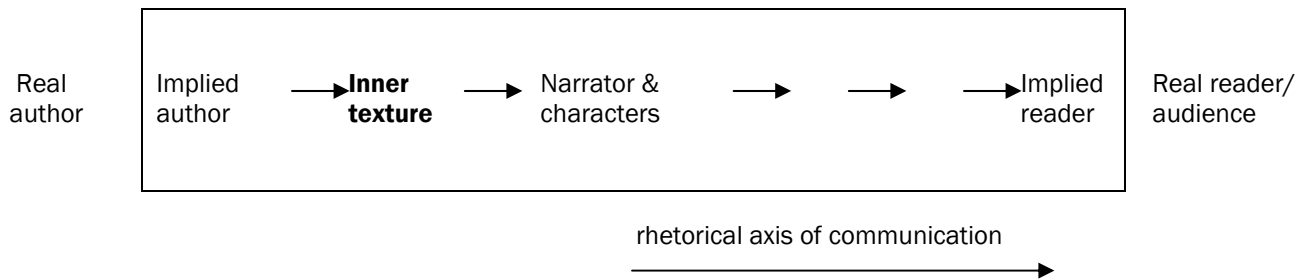 Real
author
Implied
author
Inner
texture
Narrator &
characters
Implied
reader
Real reader/
audience
rhetorical axis of communication